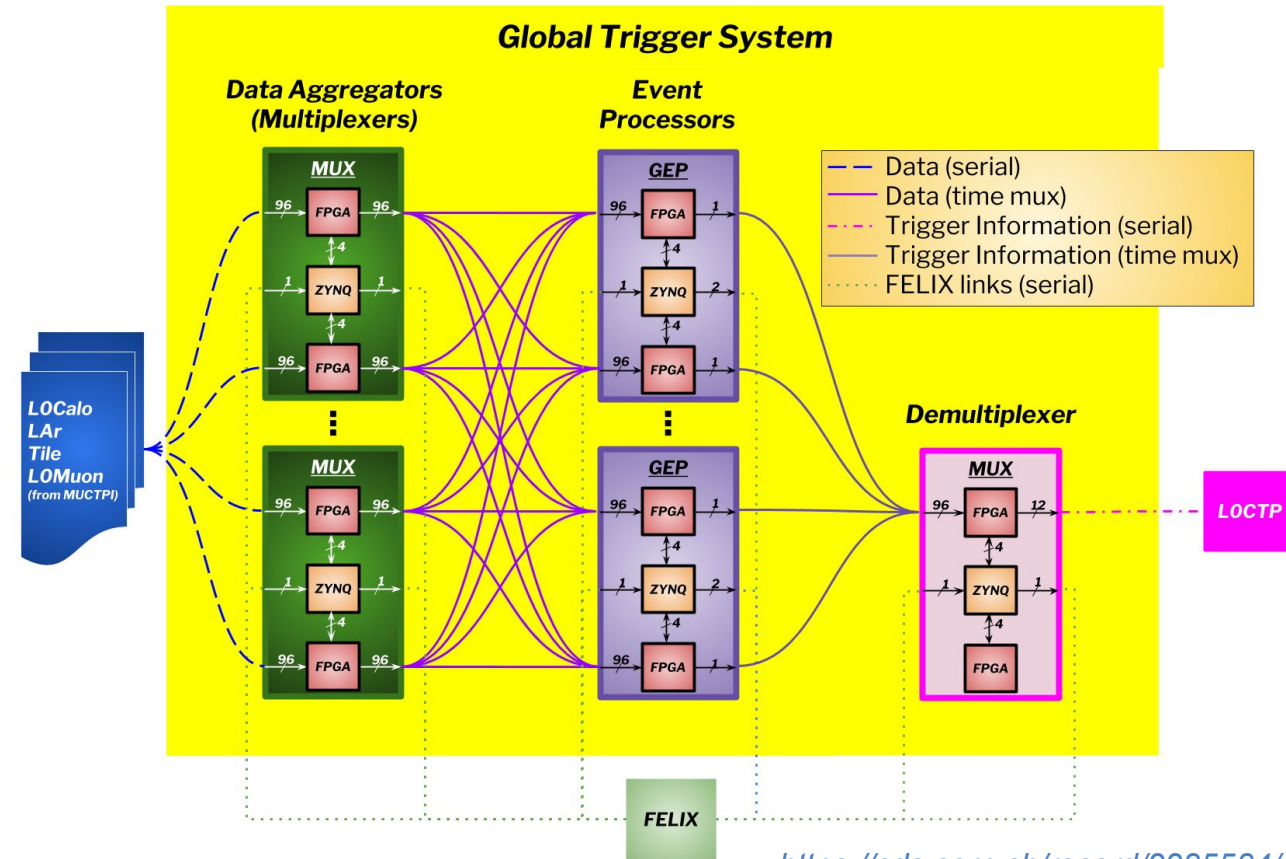 Global Trigger System
Data Aggregators
(Multiplexers)
Event
Processors
Data (serial)
Data (time mux)
Trigger Information (serial)
Trigger Information (time mux)
FELIX links (serial)
L0Calo
LAr
Tile
L0Muon
(from MUCTPI)
MUX
96 FPGA 96
4
1 ZYNQ 1
4
96 FPGA 96
MUX
96 FPGA 96
4
1 ZYNQ 1
4
96 FPGA 96
GEP
96 FPGA 1
4
1 ZYNQ 2
4
96 FPGA 1
GEP
96 FPGA 1
4
1 ZYNQ 2
4
96 FPGA 1
Demultiplexer
MUX
96 FPGA 12
4
1 ZYNQ 1
4
FPGA
L0CTP
FELIX